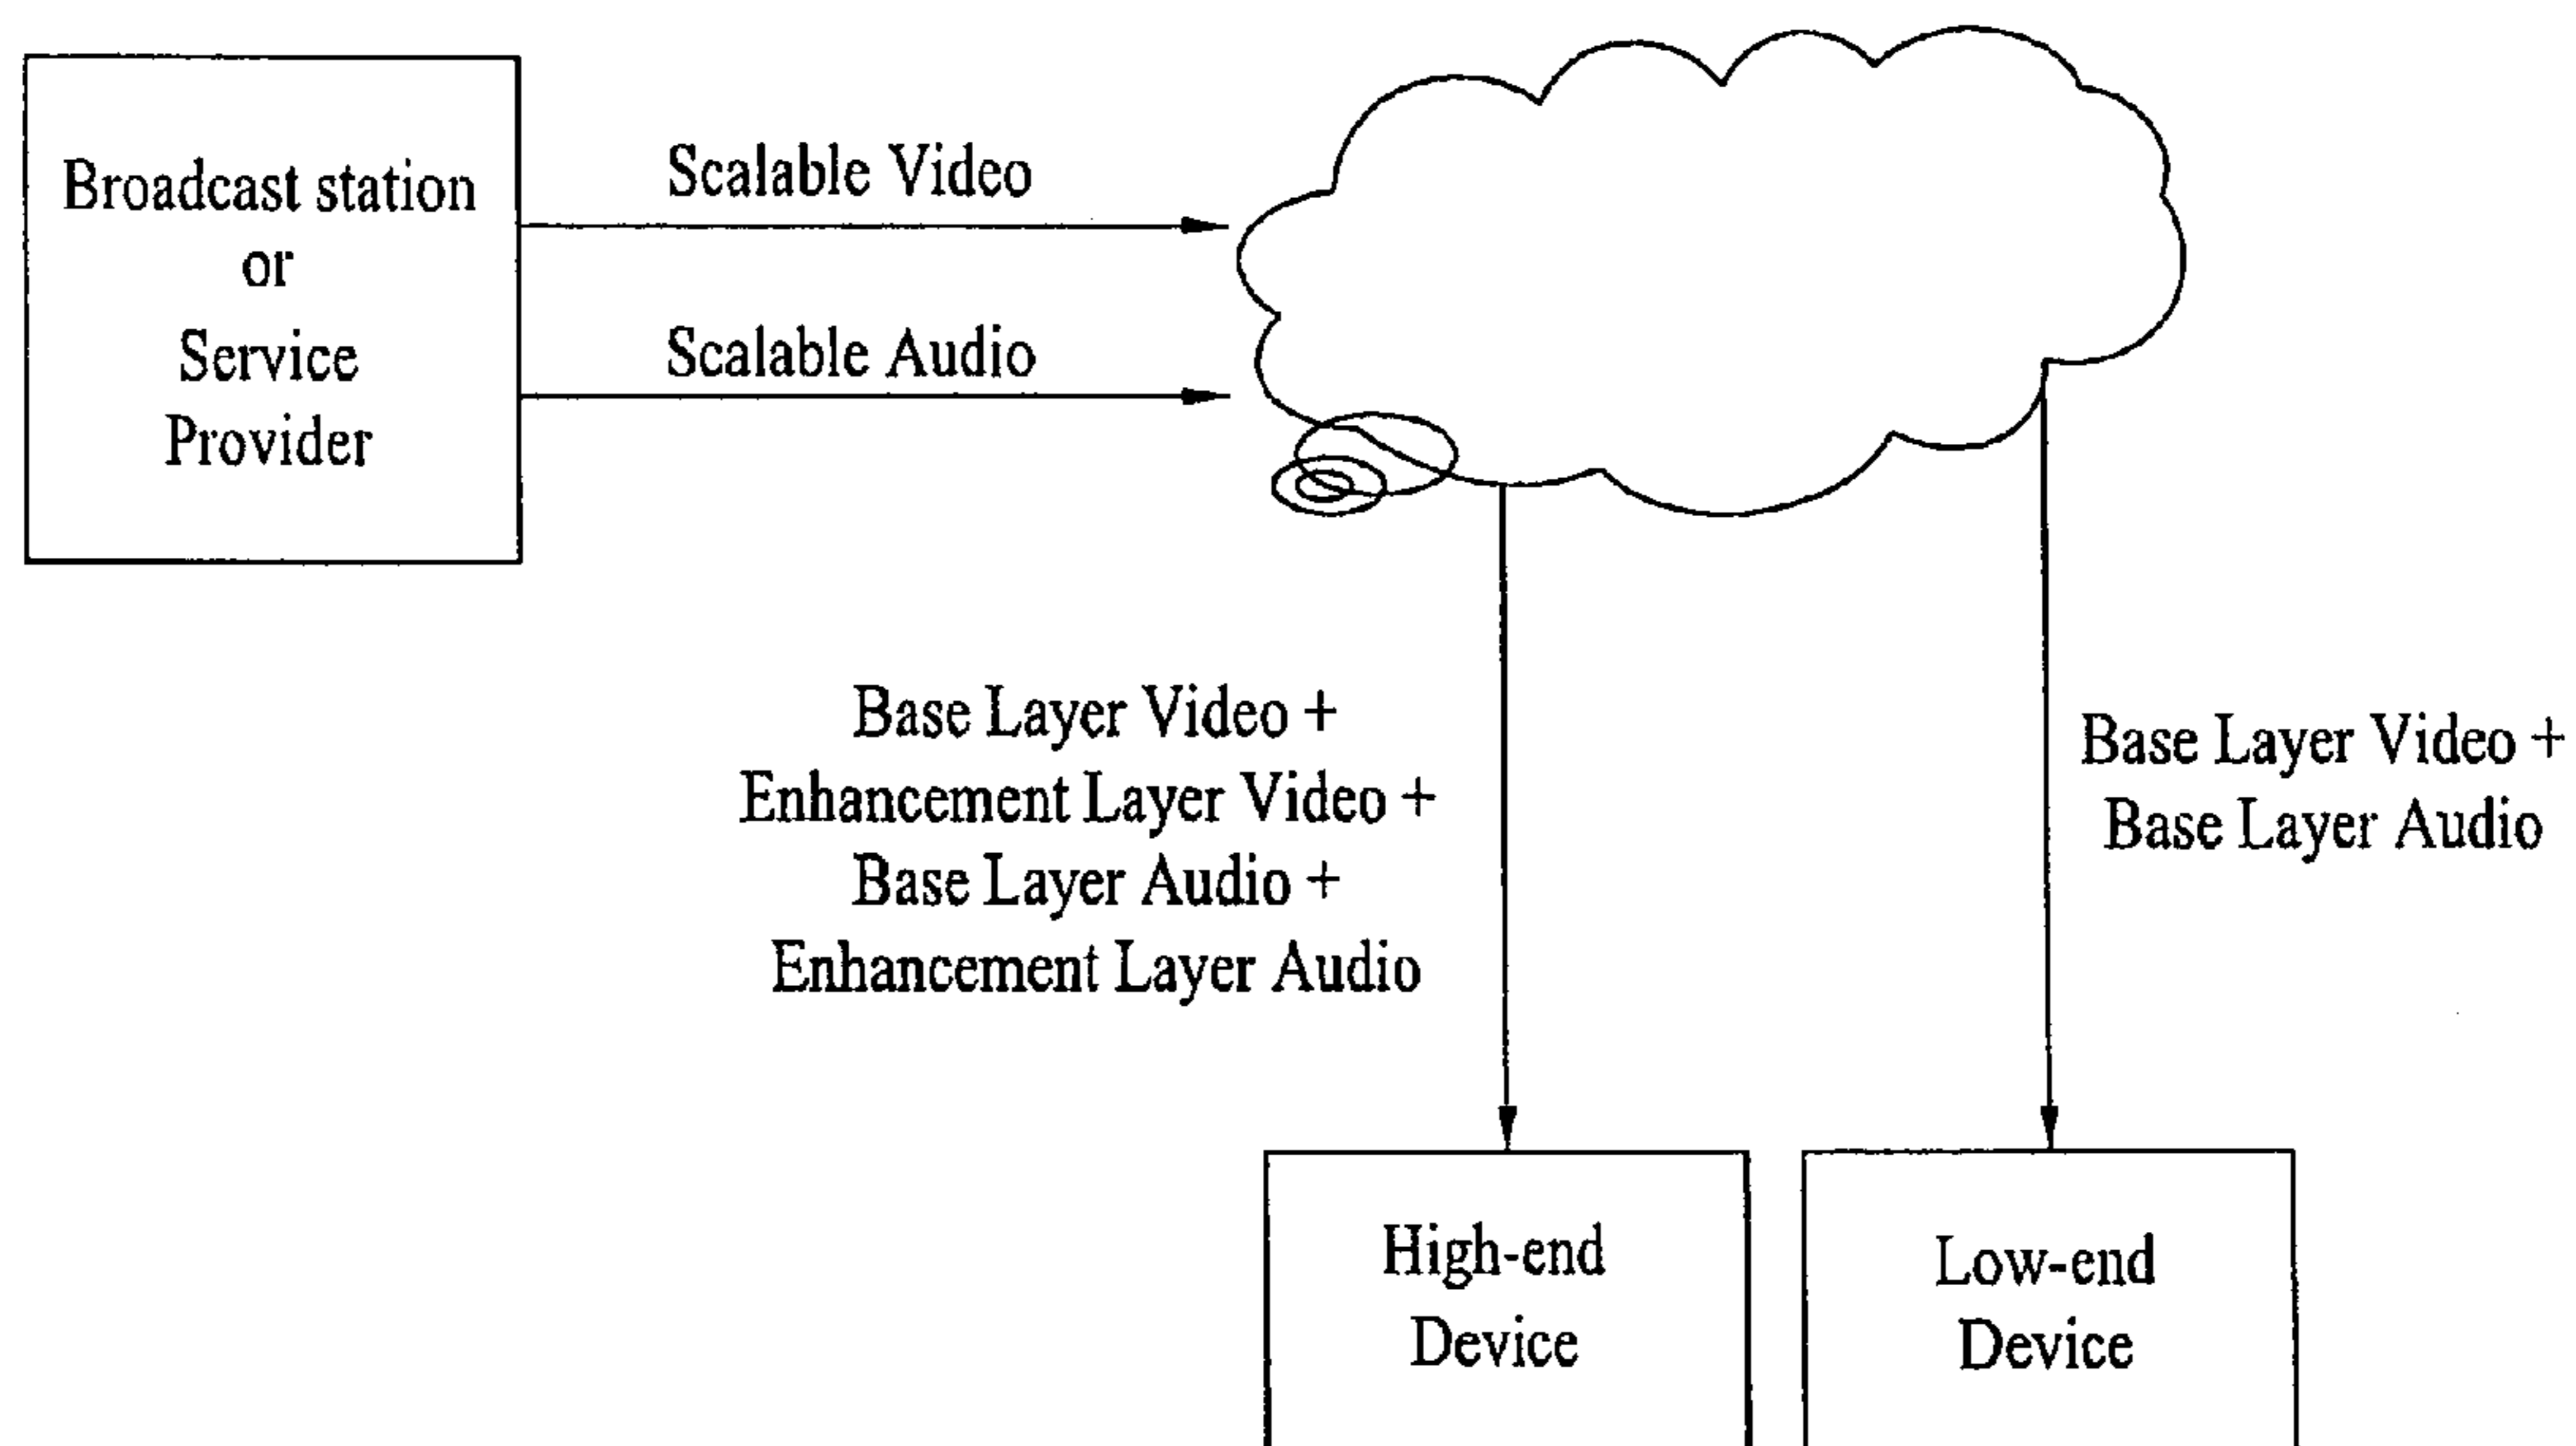 Broadcast station
or
Service
Provider
Scalable Video
Scalable Audio
Base Layer Video +
Enhancement Layer Video +
Base Layer Audio +
Enhancement Layer Audio
Base Layer Video +
Base Layer Audio
High-end
Device
Low-end
Device